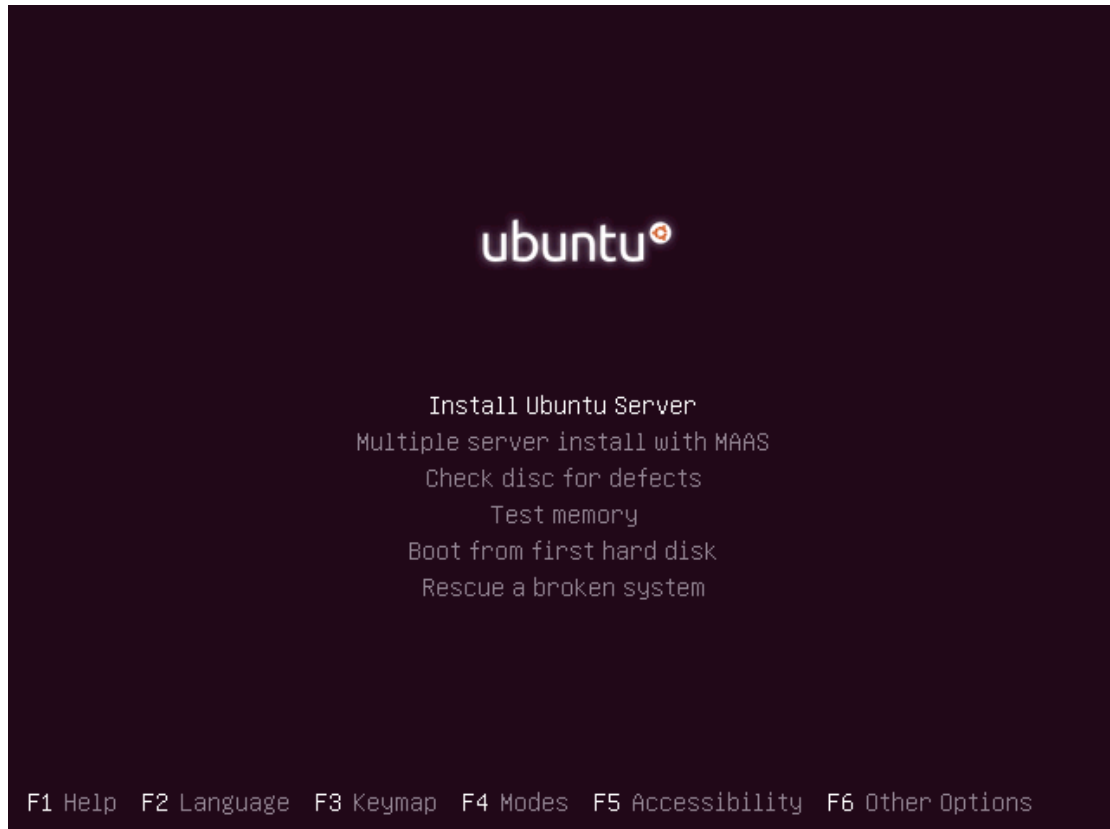 ubuntu
Install Ubuntu Server
Multiple server install with MAAS
Check disc for defects
Test memory
Boot from first hard disk
Rescue a broken system
F1 Help F2 Language F3 Keymap F4 Modes F5 Accessibility F6 Other Options